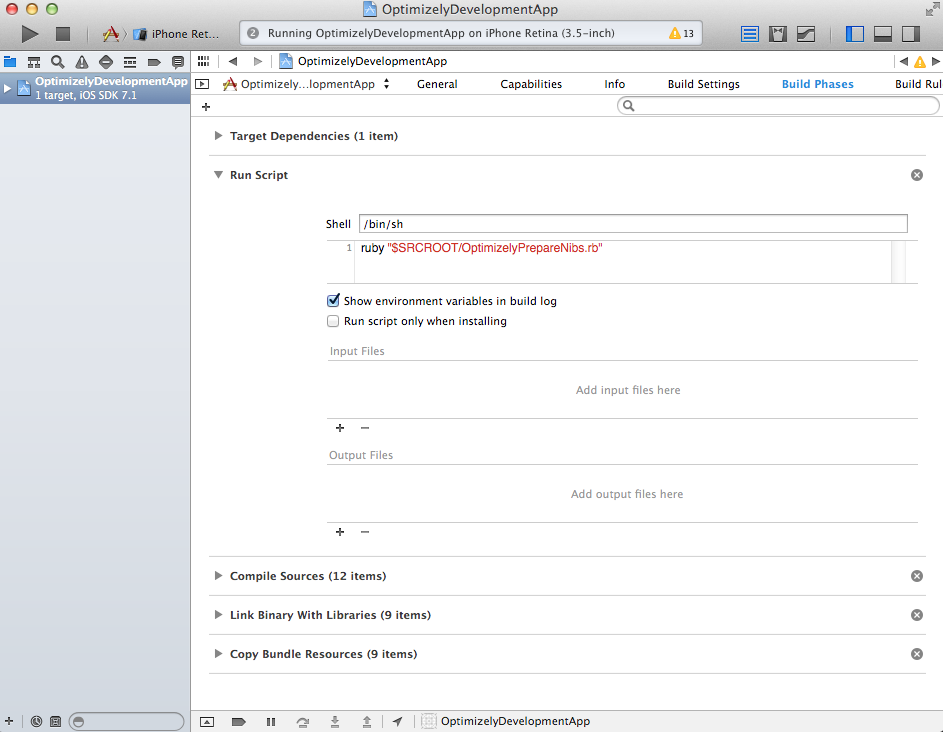 OptimizelyDevelopmentApp
iPhone Ret...
2 Running OptimizelyDevelopmentApp on iPhone Retina (3.5-inch) 13
OptimizelyDevelopmentApp
OptimizelyDevelopmentApp
1 target, iOS SDK 7.1
Optimizely...lopmentApp General Capabilities Info Build Settings Build Phases Build Rul
Target Dependencies (1 item)
Run Script
Shell /bin/sh
1 ruby "$SRCROOT/OptimizelyPrepareNibs.rb"
Show environment variables in build log
Run script only when installing
Input Files
Add input files here
Output Files
Add output files here
Compile Sources (12 items)
Link Binary With Libraries (9 items)
Copy Bundle Resources (9 items)
OptimizelyDevelopmentApp